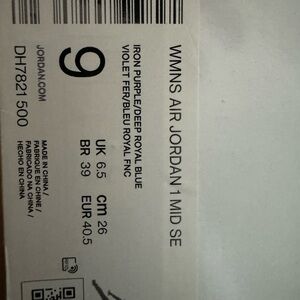 WMNS AIR JORDAN 1 MID SE
IRON PURPLE/DEEP ROYAL BLUE
VIOLET FER/BLEU ROYAL FNC
9
UK 6.5 cm 26
BR 39 EUR 40.5
JORDAN.COM
MADE IN CHINA /
FABRIQUE EN CHINE /
FABRICADO NA CHINA /
HECHO EN CHINA
DH7821 500